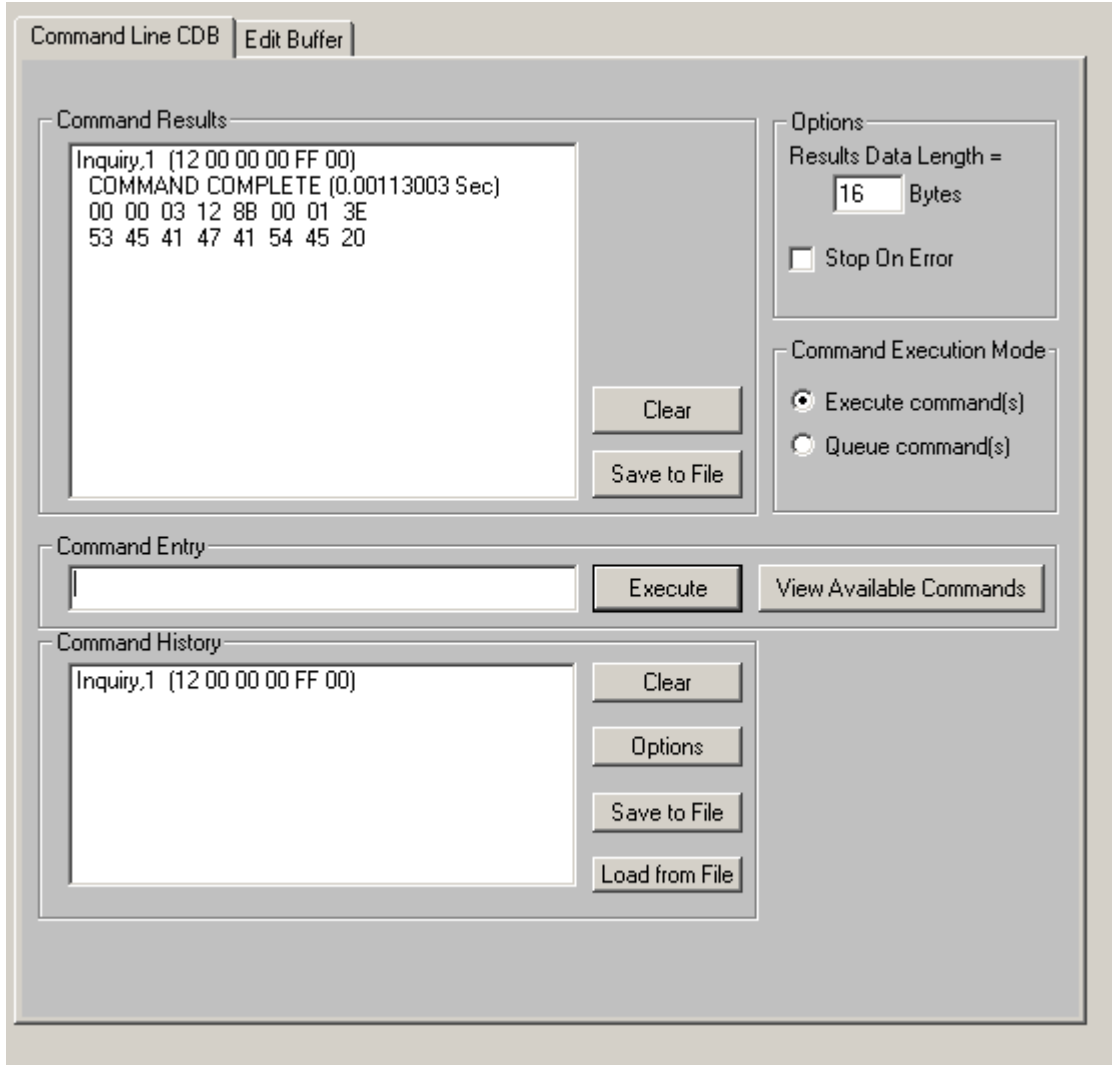 Command Line CDB
Edit Buffer
Command Results
Inquiry,1 (12 00 00 00 FF 00)
COMMAND COMPLETE (0.00113003 Sec)
00 00 03 12 8B 00 01 3E
53 45 41 47 41 54 45 20
Clear
Save to File
Options
Results Data Length =
16 Bytes
Stop On Error
Command Execution Mode
Execute command(s)
Queue command(s)
Command Entry
Execute
View Available Commands
Command History
Inquiry,1 (12 00 00 00 FF 00)
Clear
Options
Save to File
Load from File